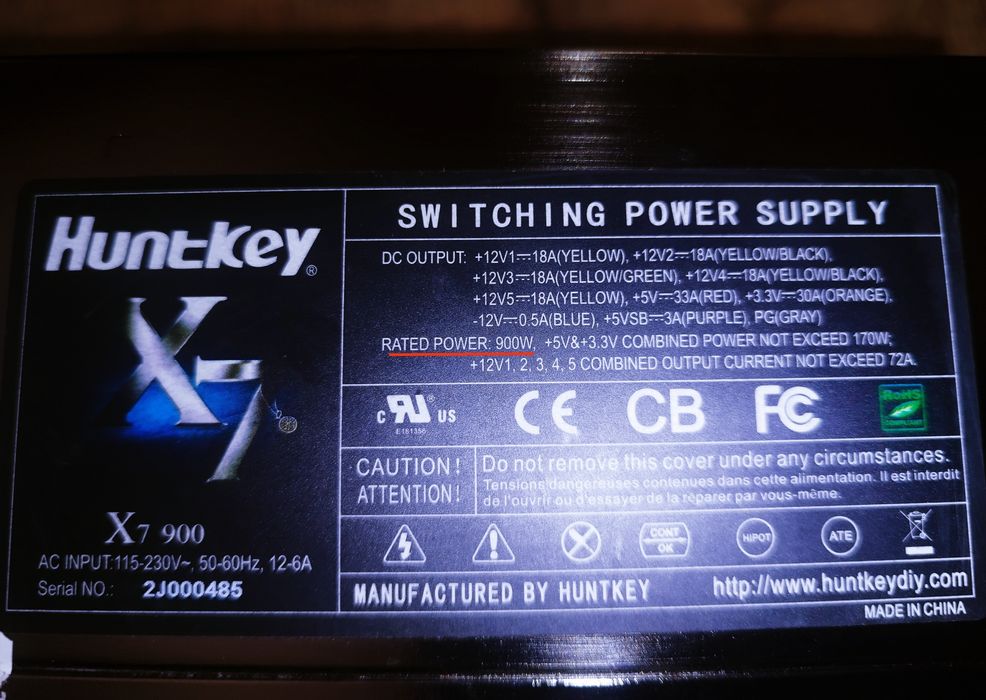 Huntkey®
X7
X7 900
AC INPUT:115-230V~, 50-60Hz, 12-6A
Serial NO.: 2J000485
SWITCHING POWER SUPPLY
DC OUTPUT: +12V1⎓18A(YELLOW), +12V2⎓18A(YELLOW/BLACK),
+12V3⎓18A(YELLOW/GREEN), +12V4⎓18A(YELLOW/BLACK),
+12V5⎓18A(YELLOW), +5V⎓33A(RED), +3.3V⎓30A(ORANGE),
-12V⎓0.5A(BLUE), +5VSB⎓3A(PURPLE), PG(GRAY)
RATED POWER: 900W, +5V&+3.3V COMBINED POWER NOT EXCEED 170W;
+12V1, 2, 3, 4, 5 COMBINED OUTPUT CURRENT NOT EXCEED 72A.
c RU® US
E181356
CE
CB
FC
RoHS
COMPLIANT
CAUTION!
ATTENTION!
Do not remove this cover under any circumstances.
Tensions dangereuses contenues dans cette alimentation. Il est interdit
de l'ouvrir ou d'essayer de la réparer par vous-même.
CONT
OK
HIPOT
ATE
MANUFACTURED BY HUNTKEY
http://www.huntkeydiy.com
MADE IN CHINA